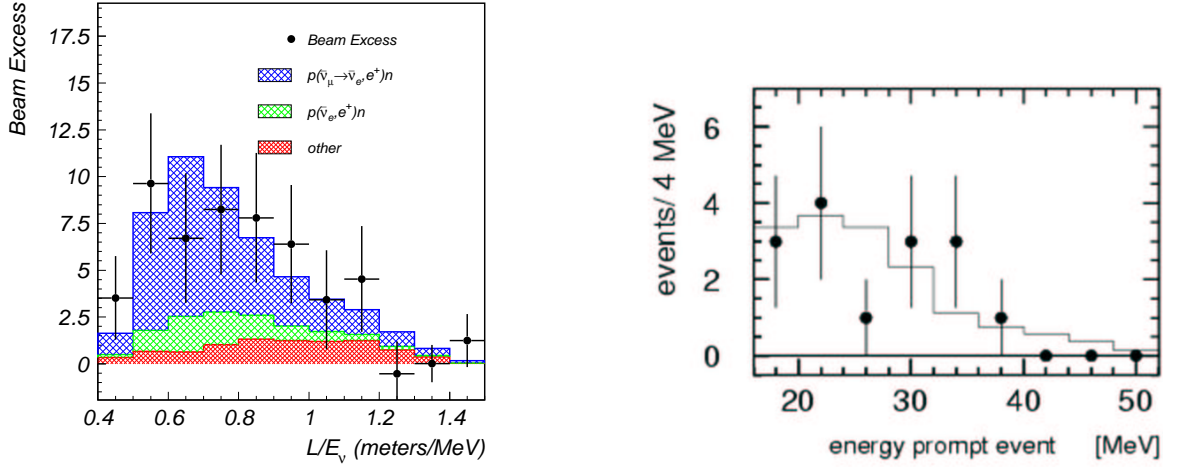 Beam Excess
17.5
15
12.5
10
7.5
5
2.5
0
0.4
0.6
0.8
1
1.2
1.4
L/Eν (meters/MeV)
Beam Excess
p(ν̄μ→ν̄e,e⁺)n
p(ν̄e,e⁺)n
other
events/ 4 MeV
6
4
2
0
20
30
40
50
energy prompt event [MeV]